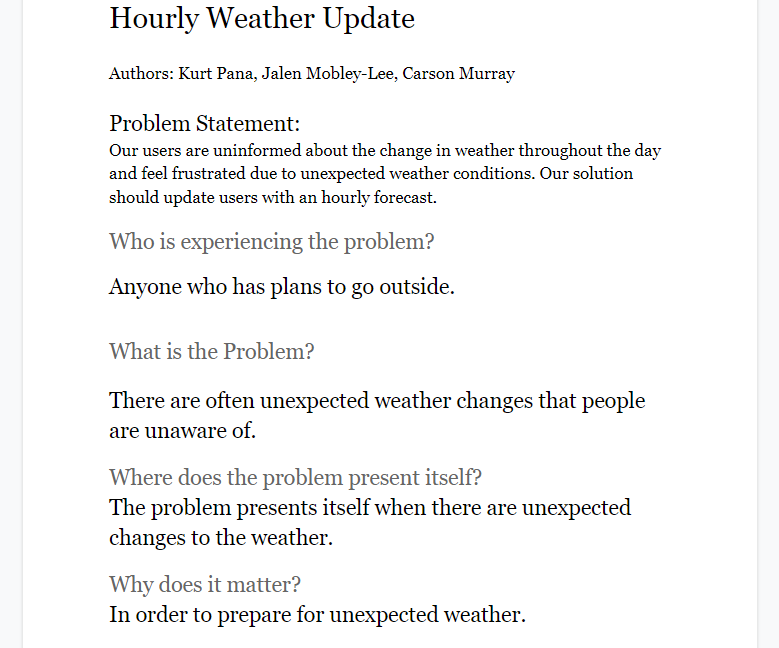 Hourly Weather Update
Authors: Kurt Pana, Jalen Mobley-Lee, Carson Murray
Problem Statement:
Our users are uninformed about the change in weather throughout the day
and feel frustrated due to unexpected weather conditions. Our solution
should update users with an hourly forecast.
Who is experiencing the problem?
Anyone who has plans to go outside.
What is the Problem?
There are often unexpected weather changes that people
are unaware of.
Where does the problem present itself?
The problem presents itself when there are unexpected
changes to the weather.
Why does it matter?
In order to prepare for unexpected weather.